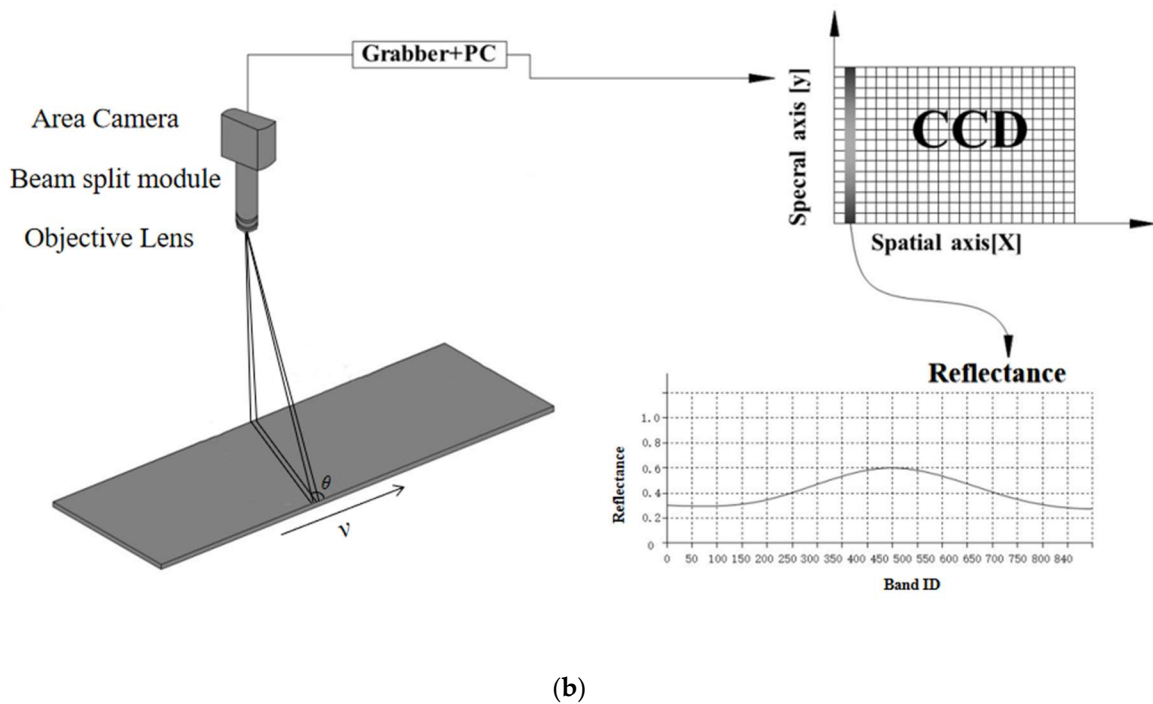 Grabber+PC
Area Camera
Beam split module
Objective Lens
θ
v
Specral axis [y]
CCD
Spatial axis[X]
Reflectance
Reflectance
1.0
0.8
0.6
0.4
0.2
0
0 50 100 150 200 250 300 350 400 450 500 550 600 650 700 750 800 840
Band ID
(b)